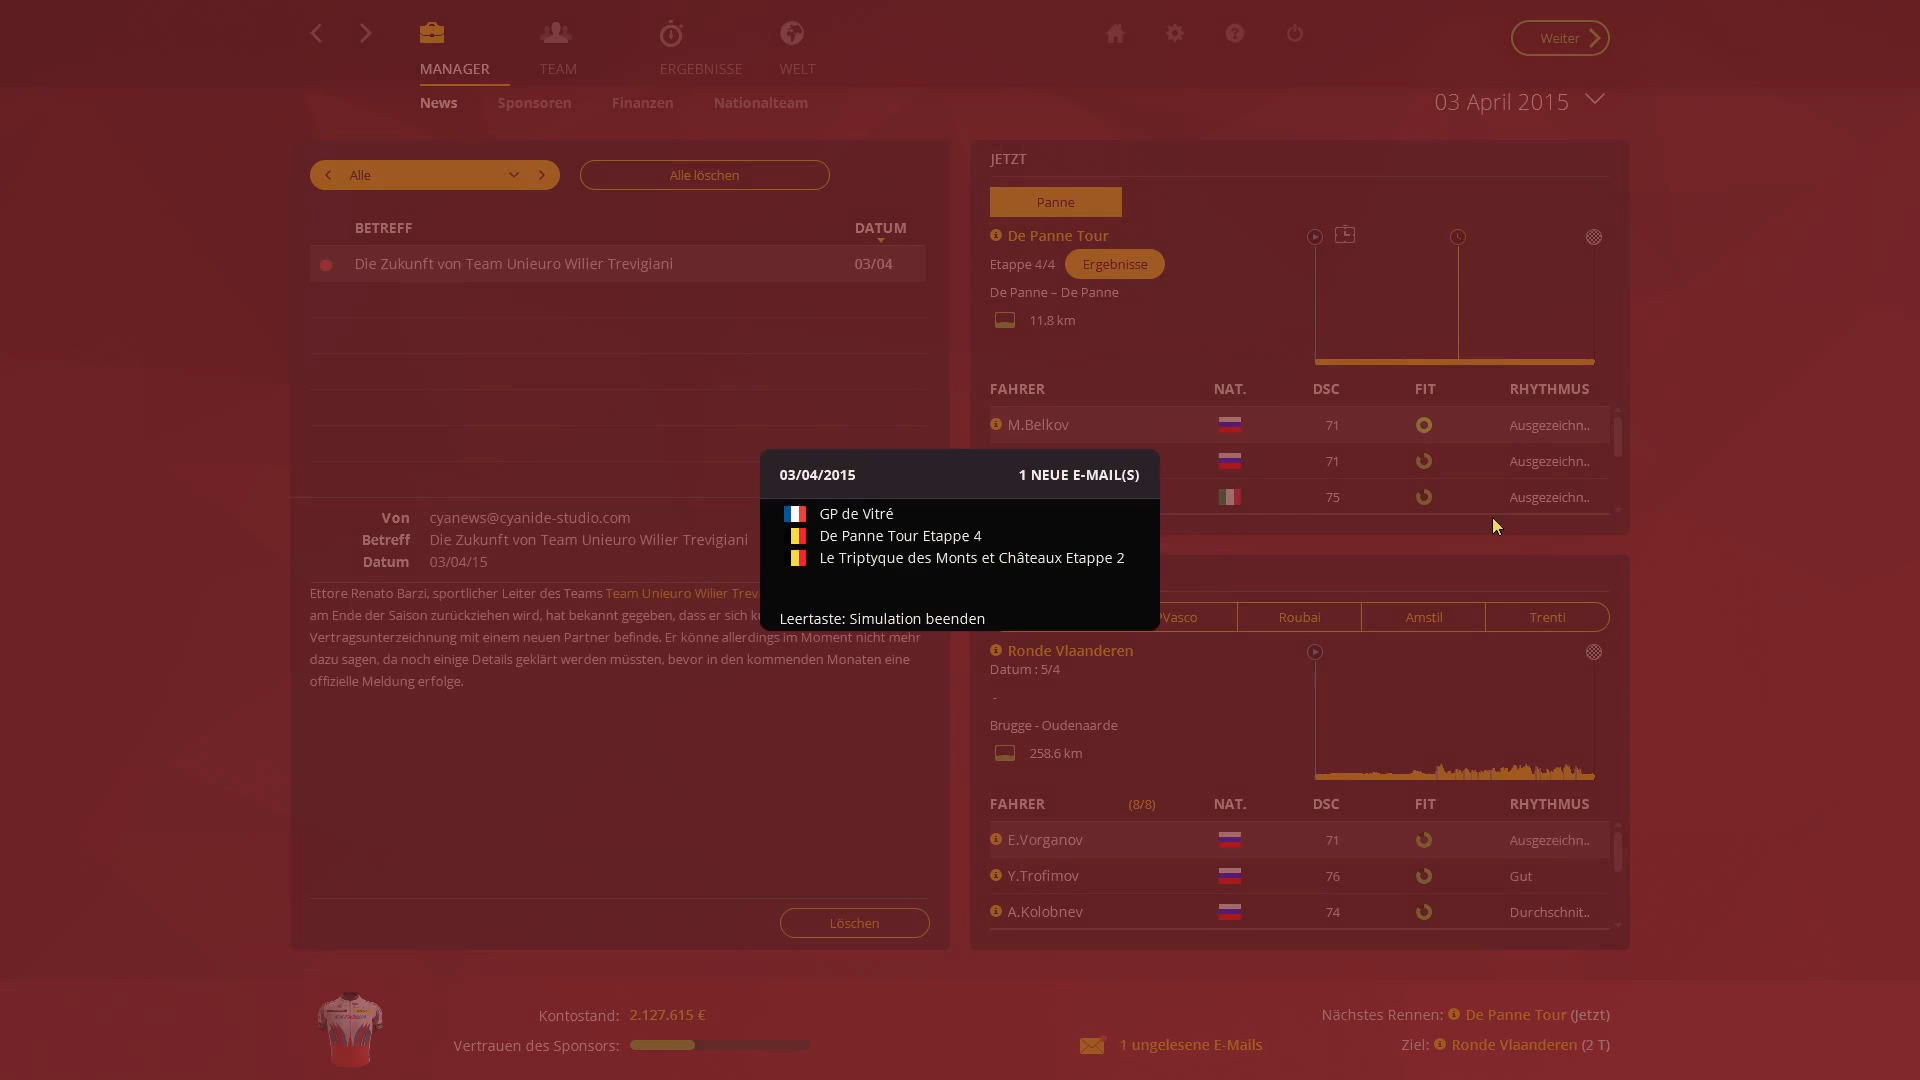 Weiter
MANAGER
TEAM
ERGEBNISSE
WELT
News
Sponsoren
Finanzen
Nationalteam
03 April 2015
Alle
Alle löschen
BETREFF
DATUM
Die Zukunft von Team Unieuro Wilier Trevigiani
03/04
Von cyanews@cyanide-studio.com
Betreff Die Zukunft von Team Unieuro Wilier Trevigiani
Datum 03/04/15
Ettore Renato Barzi, sportlicher Leiter des Teams Team Unieuro Wilier
am Ende der Saison zurückziehen wird, hat bekannt gegeben, dass er sich
Vertragsunterzeichnung mit einem neuen Partner befinde. Er könne allerdings im Moment nicht mehr
dazu sagen, da noch einige Details geklärt werden müssten, bevor in den kommenden Monaten eine
offizielle Meldung erfolge.
Löschen
03/04/2015 1 NEUE E-MAIL(S)
GP de Vitré
De Panne Tour Etappe 4
Le Triptyque des Monts et Châteaux Etappe 2
Leertaste: Simulation beenden
JETZT
Panne
De Panne Tour
Etappe 4/4 Ergebnisse
De Panne – De Panne
11,8 km
FAHRER NAT. DSC FIT RHYTHMUS
M.Belkov 71 Ausgezeichn..
71 Ausgezeichn..
75 Ausgezeichn..
Vasco Roubai Amstil Trenti
Ronde Vlaanderen
Datum : 5/4
-
Brugge - Oudenaarde
258,6 km
FAHRER (8/8) NAT. DSC FIT RHYTHMUS
E.Vorganov 71 Ausgezeichn..
Y.Trofimov 76 Gut
A.Kolobnev 74 Durchschnit..
Kontostand: 2.127.615 €
Vertrauen des Sponsors:
1 ungelesene E-Mails
Nächstes Rennen: De Panne Tour (Jetzt)
Ziel: Ronde Vlaanderen (2 T)